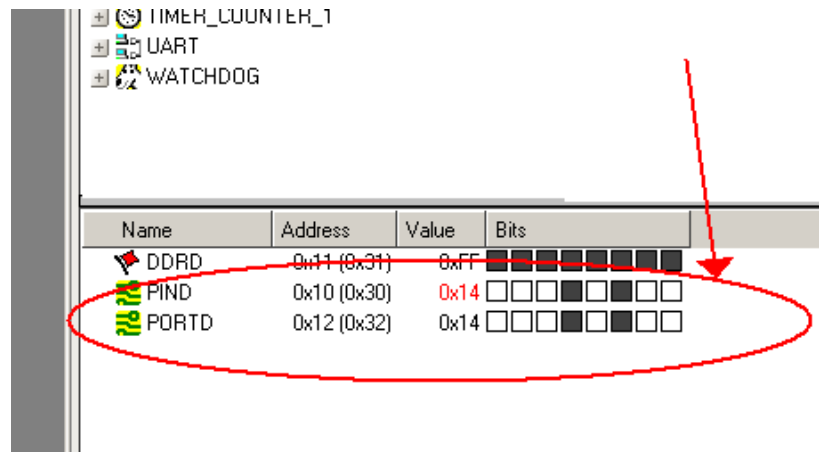 TIMER_COUNTER_1
UART
WATCHDOG
Name Address Value Bits
DDRD 0x11 (0x31) 0xFF
PIND 0x10 (0x30) 0x14
PORTD 0x12 (0x32) 0x14